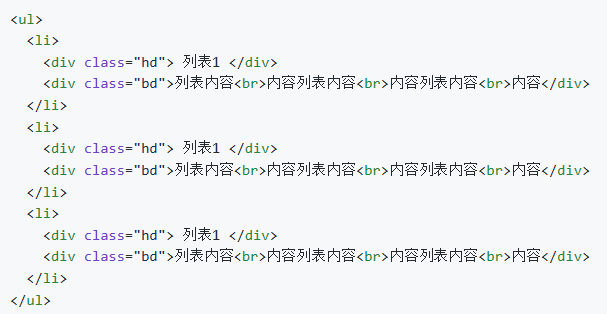 <ul>
  <li>
    <div class="hd"> 列表1 </div>
    <div class="bd">列表内容<br>内容列表内容<br>内容列表内容<br>内容</div>
  </li>
  <li>
    <div class="hd"> 列表1 </div>
    <div class="bd">列表内容<br>内容列表内容<br>内容列表内容<br>内容</div>
  </li>
  <li>
    <div class="hd"> 列表1 </div>
    <div class="bd">列表内容<br>内容列表内容<br>内容列表内容<br>内容</div>
  </li>
</ul>